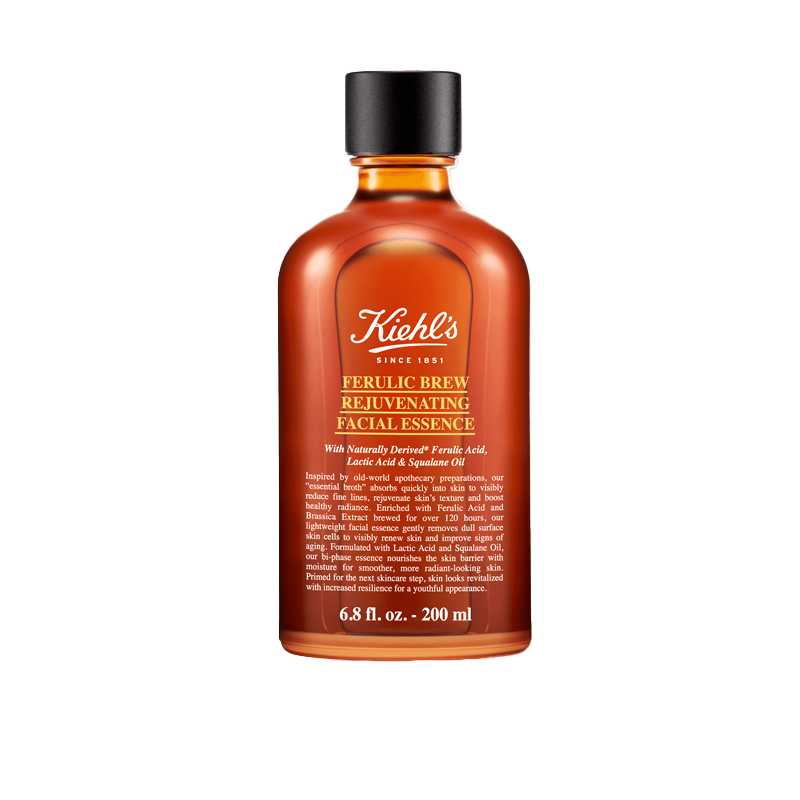 Kiehl's
SINCE 1851
FERULIC BREW
REJUVENATING
FACIAL ESSENCE
With Naturally Derived* Ferulic Acid,
Lactic Acid & Squalane Oil
Inspired by old-world apothecary preparations, our
"essential broth" absorbs quickly into skin to visibly
reduce fine lines, rejuvenate skin's texture and boost
healthy radiance. Enriched with Ferulic Acid and
Brassica Extract brewed for over 120 hours, our
lightweight facial essence gently removes dull surface
skin cells to visibly renew skin and improve signs of
aging. Formulated with Lactic Acid and Squalane Oil,
our bi-phase essence nourishes the skin barrier with
moisture for smoother, more radiant-looking skin.
Primed for the next skincare step, skin looks revitalized
with increased resilience for a youthful appearance.
6.8 fl. oz. - 200 ml